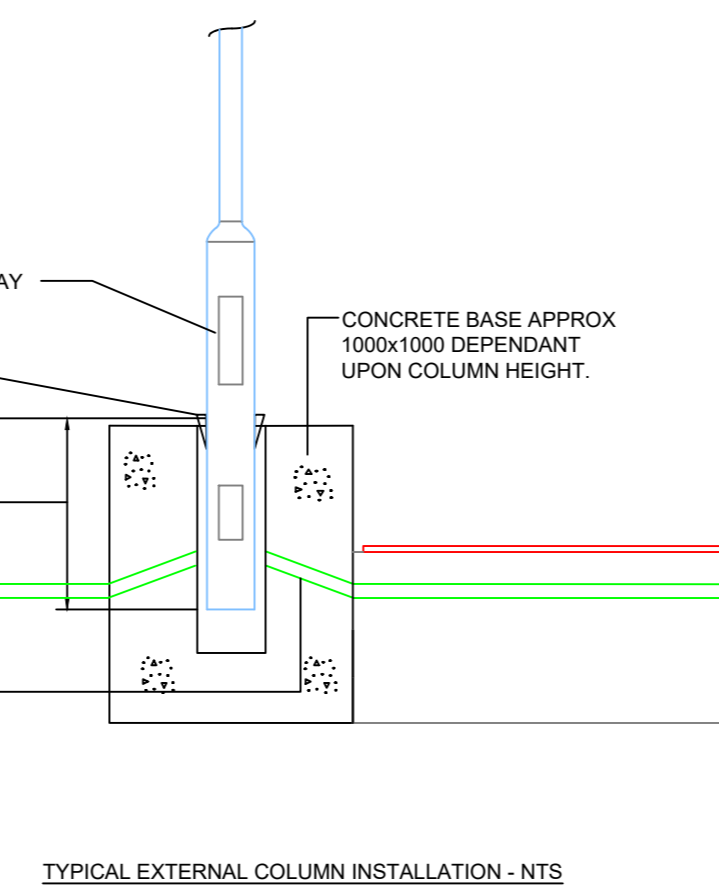 AY
CONCRETE BASE APPROX
1000x1000 DEPENDANT
UPON COLUMN HEIGHT.
TYPICAL EXTERNAL COLUMN INSTALLATION - NTS